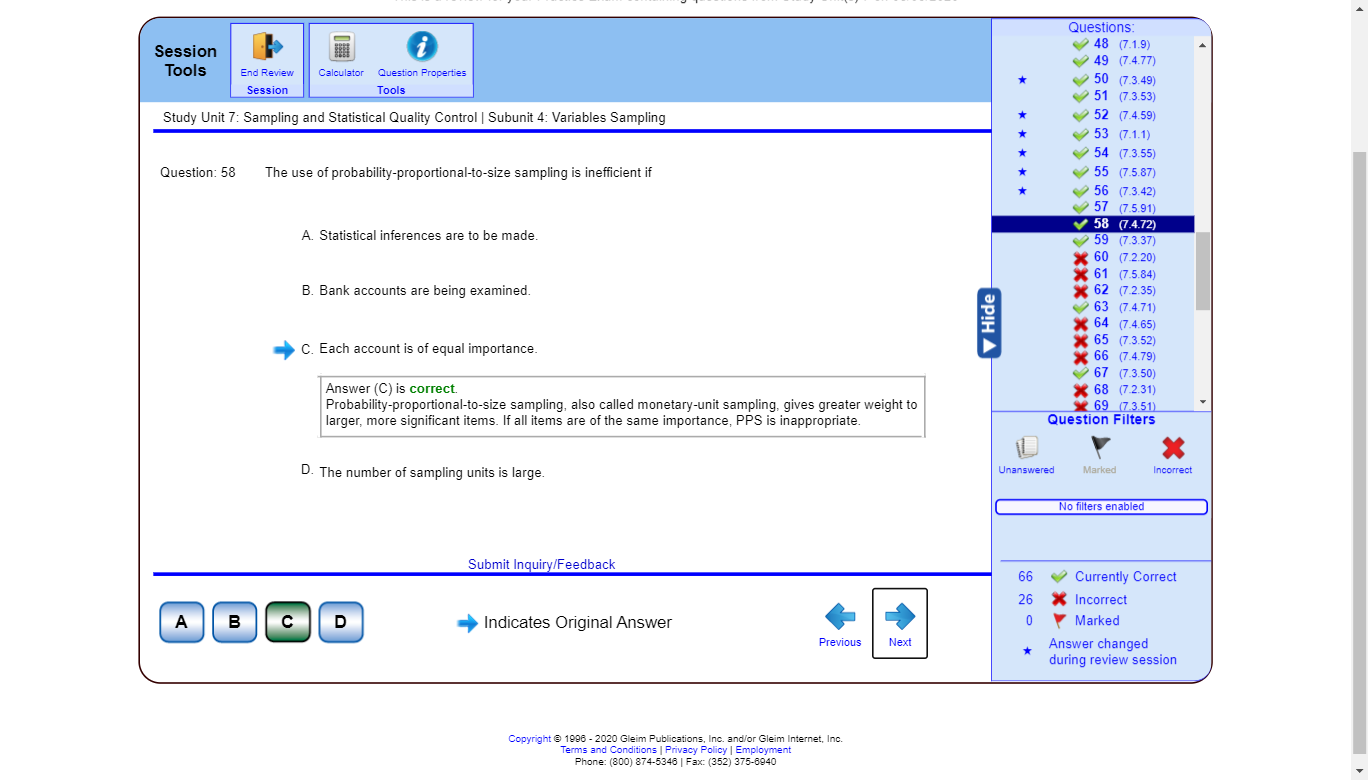 Session
Tools
End Review
Session
Calculator
Question Properties
Tools
Study Unit 7: Sampling and Statistical Quality Control | Subunit 4: Variables Sampling
Question: 58 The use of probability-proportional-to-size sampling is inefficient if
A. Statistical inferences are to be made.
B. Bank accounts are being examined.
C. Each account is of equal importance.
Answer (C) is correct.
Probability-proportional-to-size sampling, also called monetary-unit sampling, gives greater weight to
larger, more significant items. If all items are of the same importance, PPS is inappropriate.
D. The number of sampling units is large.
Submit Inquiry/Feedback
A
B
C
D
Indicates Original Answer
Previous
Next
Hide
Questions:
48 (7.1.9)
49 (7.4.77)
50 (7.3.49)
51 (7.3.53)
52 (7.4.59)
53 (7.1.1)
54 (7.3.55)
55 (7.5.87)
56 (7.3.42)
57 (7.5.91)
58 (7.4.72)
59 (7.3.37)
60 (7.2.20)
61 (7.5.84)
62 (7.2.35)
63 (7.4.71)
64 (7.4.65)
65 (7.3.52)
66 (7.4.79)
67 (7.3.50)
68 (7.2.31)
69 (7.3.51)
Question Filters
Unanswered
Marked
Incorrect
No filters enabled
66 Currently Correct
26 Incorrect
0 Marked
Answer changed
during review session
Copyright © 1996 - 2020 Gleim Publications, Inc. and/or Gleim Internet, Inc.
Terms and Conditions | Privacy Policy | Employment
Phone: (800) 874-5346 | Fax: (352) 375-6940